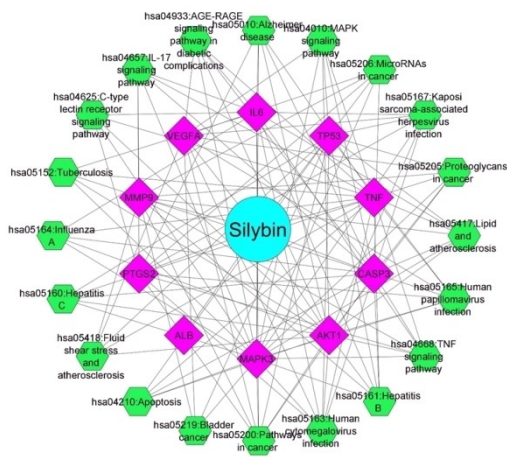 hsa04933:AGE-RAGE
signaling
pathway in
diabetic
complications
hsa05010:Alzheimer
disease
hsa04010:MAPK
signaling
pathway
hsa04657:IL-17
signaling
pathway
hsa05206:MicroRNAs
in cancer
hsa04625:C-type
lectin receptor
signaling
pathway
hsa05167:Kaposi
sarcoma-associated
herpesvirus
infection
IL6
VEGFA
TP53
hsa05152:Tuberculosis
hsa05205:Proteoglycans
in cancer
MMP9
TNF
Silybin
hsa05164:Influenza
A
hsa05417:Lipid
and
atherosclerosis
PTGS2
CASP3
hsa05160:Hepatitis
C
hsa05165:Human
papillomavirus
infection
ALB
AKT1
MAPK3
hsa05418:Fluid
shear stress
and
atherosclerosis
hsa04668:TNF
signaling
pathway
hsa04210:Apoptosis
hsa05161:Hepatitis
B
hsa05219:Bladder
cancer
hsa05200:Pathways
in cancer
hsa05163:Human
cytomegalovirus
infection